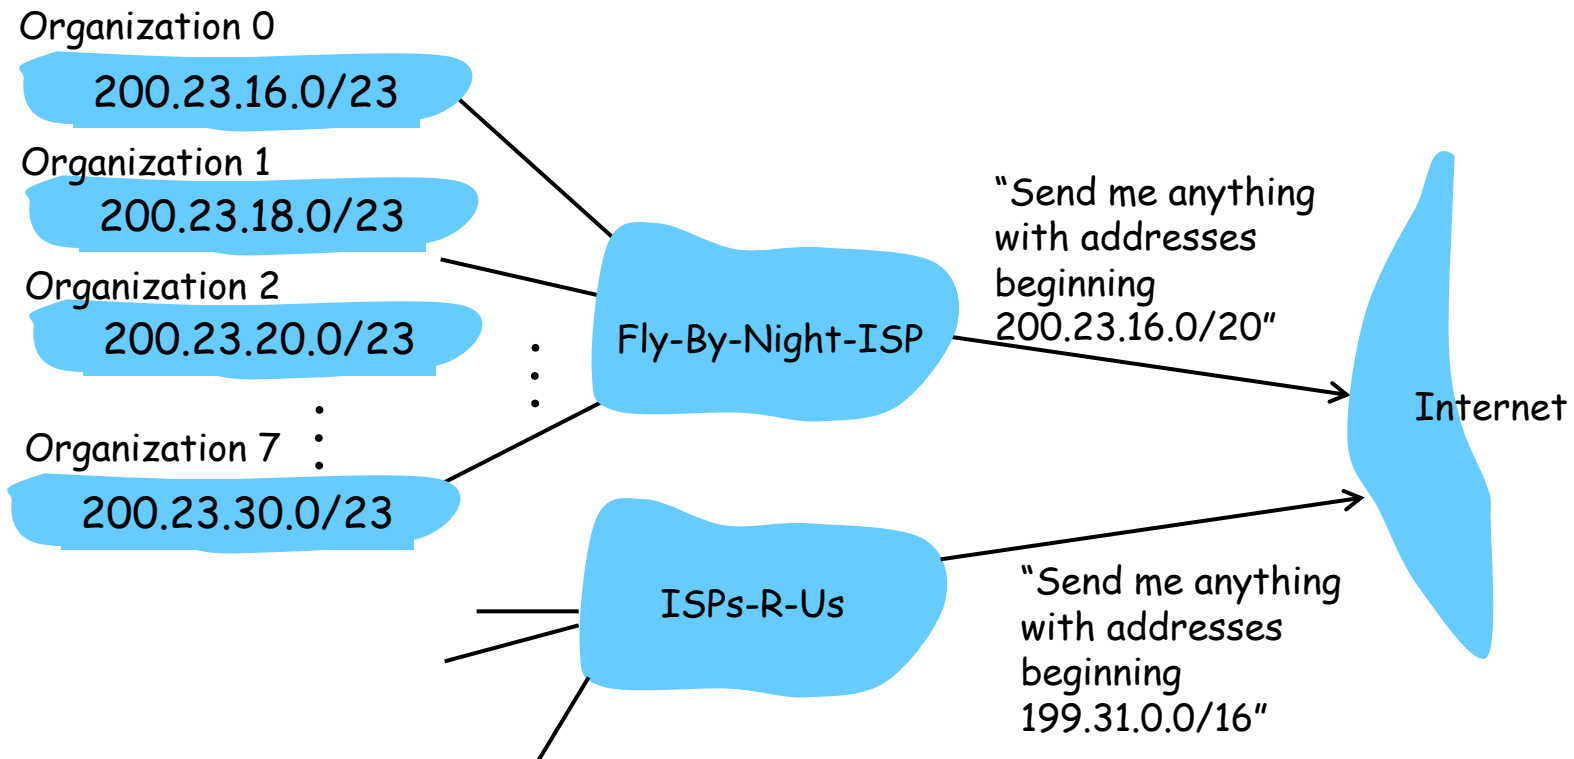 Organization 0
200.23.16.0/23
Organization 1
200.23.18.0/23
Organization 2
200.23.20.0/23
Organization 7
200.23.30.0/23
Fly-By-Night-ISP
“Send me anything
with addresses
beginning
200.23.16.0/20”
Internet
ISPs-R-Us
“Send me anything
with addresses
beginning
199.31.0.0/16”